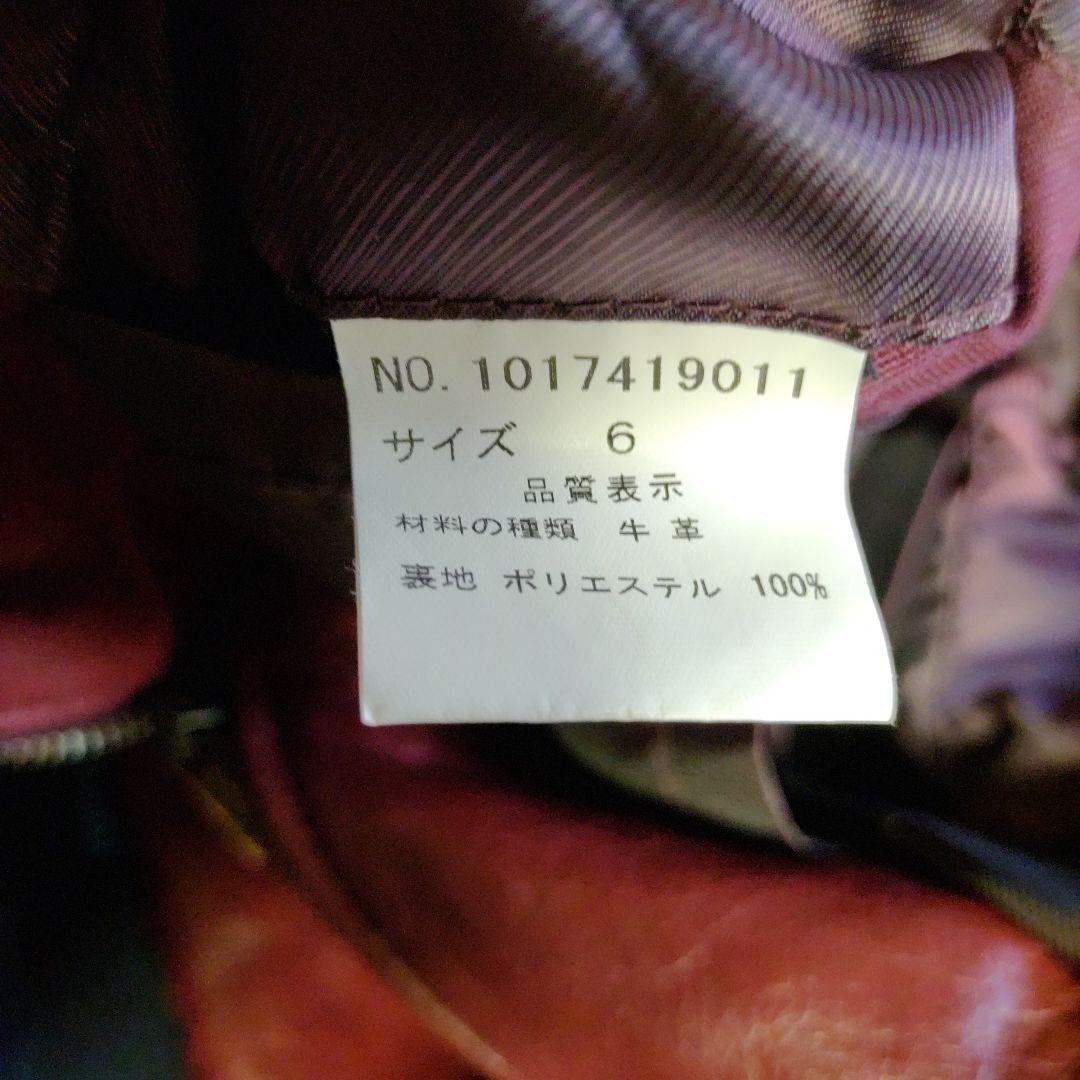 NO. 1017419011
サイズ 6
品質表示
材料の種類 牛革
裏地 ポリエステル 100%